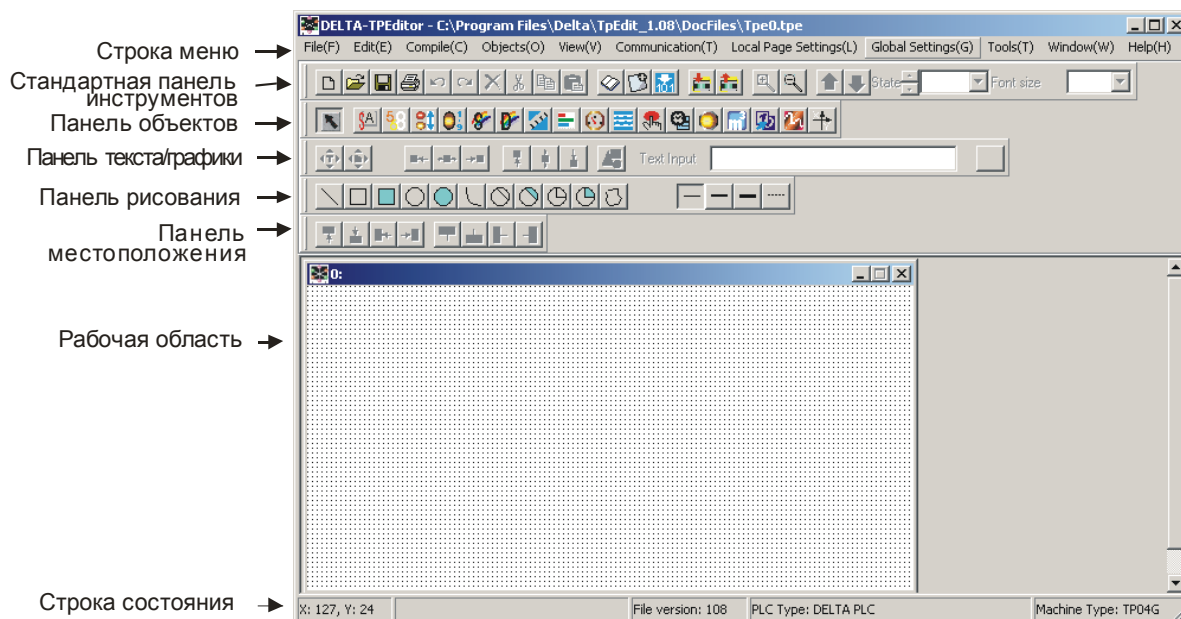 DELTA-TPEditor - C:\Program Files\Delta\TpEdit_1.08\DocFiles\Tpe0.tpe
Строка меню
File(F) Edit(E) Compile(C) Objects(O) View(V) Communication(T) Local Page Settings(L) Global Settings(G) Tools(T) Window(W) Help(H)
Стандартная панель
инструментов
State
Font size
Панель объектов
Панель текста/графики
Text Input
Панель рисования
Панель
местоположения
0:
Рабочая область
Строка состояния
X: 127, Y: 24
File version: 108
PLC Type: DELTA PLC
Machine Type: TP04G